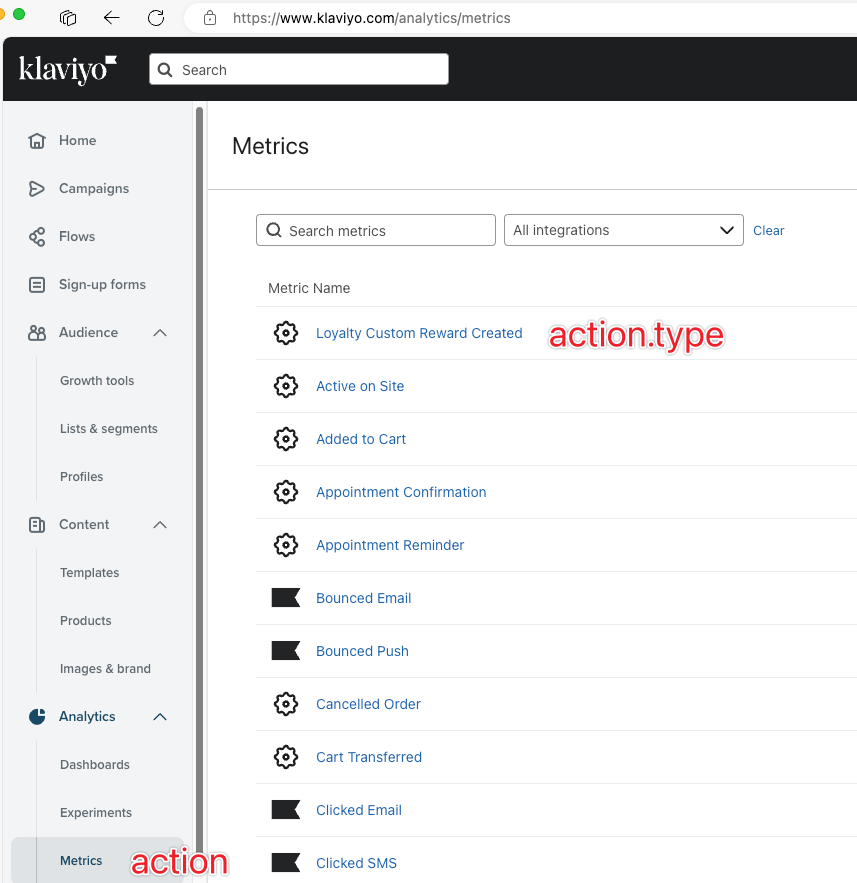 https://www.klaviyo.com/analytics/metrics
klaviyo
Search
Home
Campaigns
Flows
Sign-up forms
Audience
Growth tools
Lists & segments
Profiles
Content
Templates
Products
Images & brand
Analytics
Dashboards
Experiments
Metrics
action
Metrics
Search metrics
All integrations
Clear
Metric Name
Loyalty Custom Reward Created
action.type
Active on Site
Added to Cart
Appointment Confirmation
Appointment Reminder
Bounced Email
Bounced Push
Cancelled Order
Cart Transferred
Clicked Email
Clicked SMS